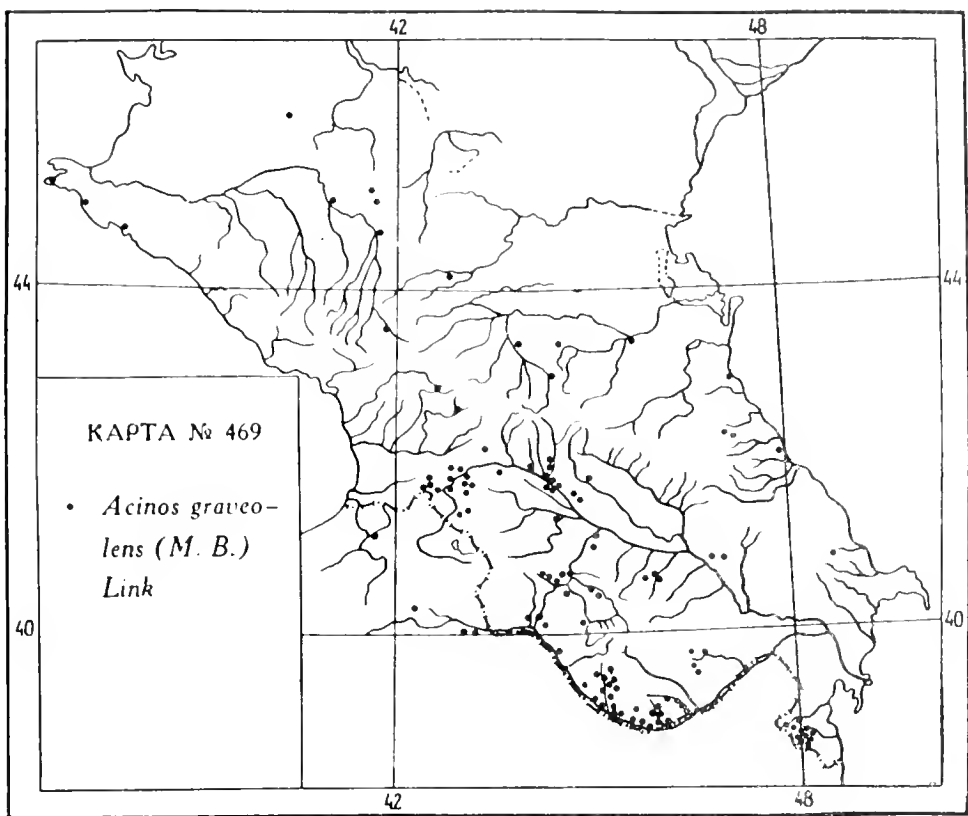 42 48
44 44
КАРТА № 469
• Acinos graveo-
lens (M. B.)
Link
40 40
42 48